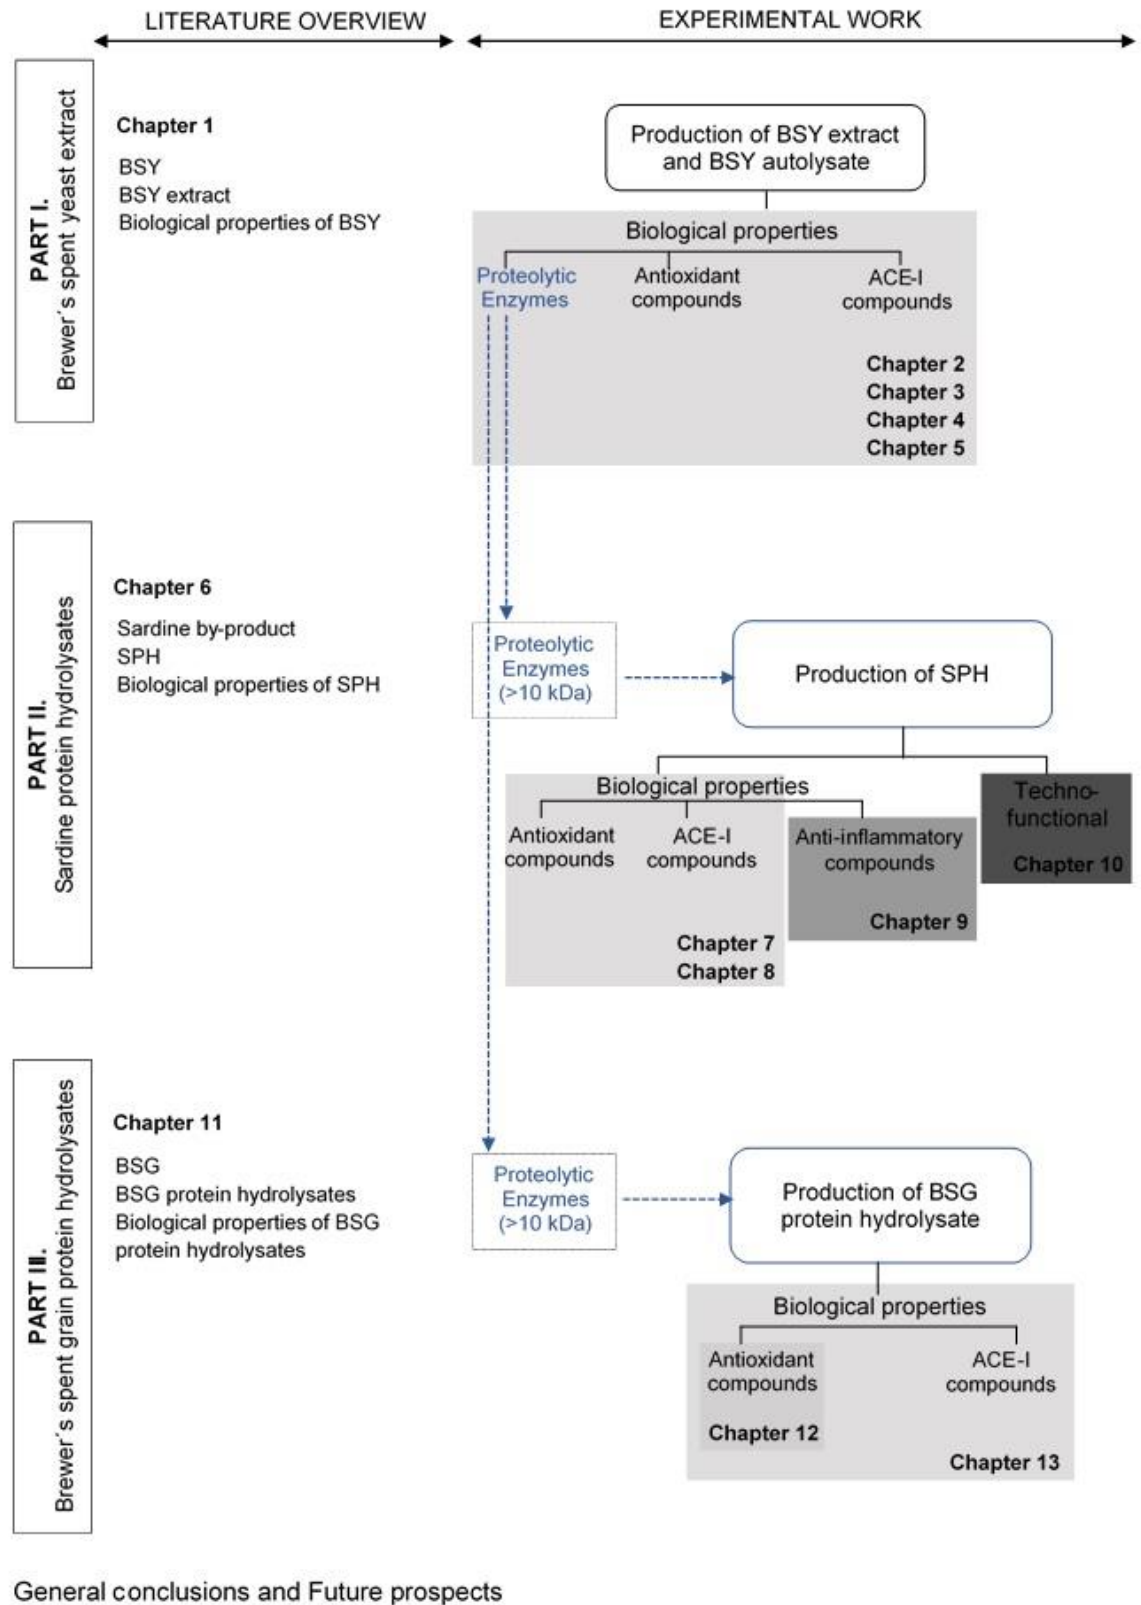 LITERATURE OVERVIEW
EXPERIMENTAL WORK
PART I.
Brewer´s spent yeast extract
Chapter 1
BSY
BSY extract
Biological properties of BSY
Production of BSY extract
and BSY autolysate
Biological properties
Proteolytic
Enzymes
Antioxidant
compounds
ACE-I
compounds
Chapter 2
Chapter 3
Chapter 4
Chapter 5
PART II.
Sardine protein hydrolysates
Chapter 6
Sardine by-product
SPH
Biological properties of SPH
Proteolytic
Enzymes
(>10 kDa)
Production of SPH
Biological properties
Antioxidant
compounds
ACE-I
compounds
Chapter 7
Chapter 8
Anti-inflammatory
compounds
Chapter 9
Techno-
functional
Chapter 10
PART III.
Brewer´s spent grain protein hydrolysates
Chapter 11
BSG
BSG protein hydrolysates
Biological properties of BSG
protein hydrolysates
Proteolytic
Enzymes
(>10 kDa)
Production of BSG
protein hydrolysate
Biological properties
Antioxidant
compounds
Chapter 12
ACE-I
compounds
Chapter 13
General conclusions and Future prospects